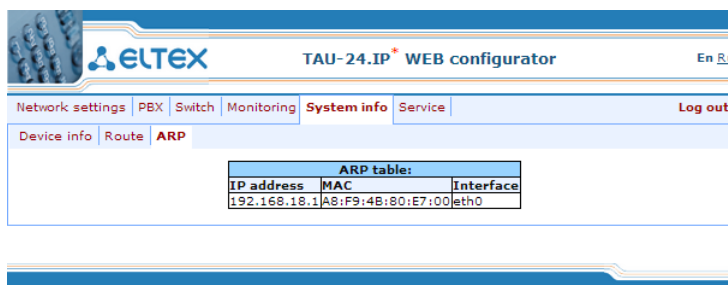 ELTEX TAU-24.IP* WEB configurator En
Network settings PBX Switch Monitoring System info Service Log out
Device info Route ARP
ARP table:
IP address MAC Interface
192.168.18.1 A8:F9:4B:80:E7:00 eth0